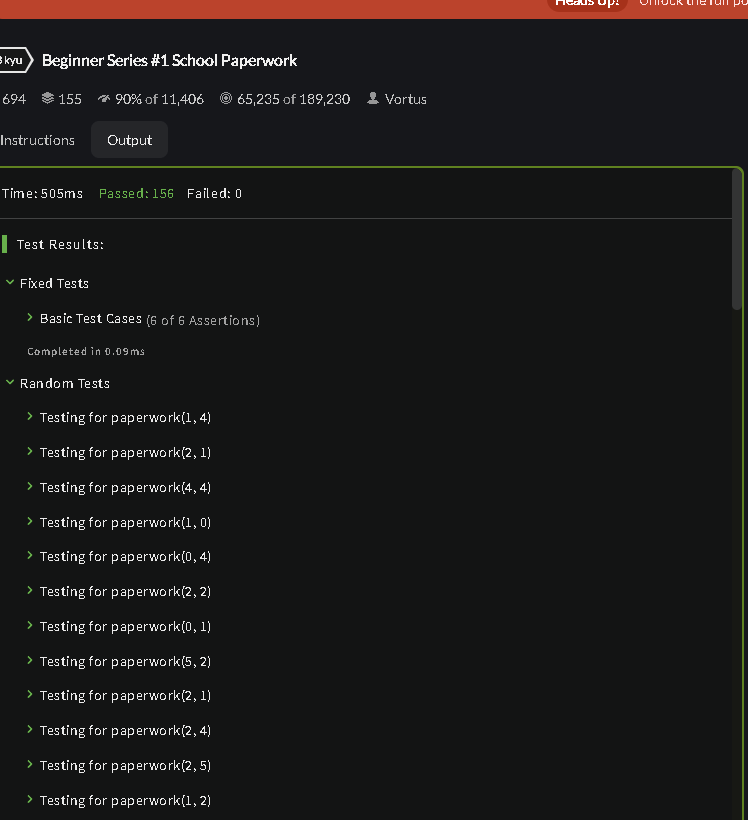 Heads Up! Unlock the full po
kyu Beginner Series #1 School Paperwork
694 155 90% of 11,406 65,235 of 189,230 Vortus
Instructions Output
Time: 505ms Passed: 156 Failed: 0
Test Results:
Fixed Tests
Basic Test Cases (6 of 6 Assertions)
Completed in 0.09ms
Random Tests
Testing for paperwork(1, 4)
Testing for paperwork(2, 1)
Testing for paperwork(4, 4)
Testing for paperwork(1, 0)
Testing for paperwork(0, 4)
Testing for paperwork(2, 2)
Testing for paperwork(0, 1)
Testing for paperwork(5, 2)
Testing for paperwork(2, 1)
Testing for paperwork(2, 4)
Testing for paperwork(2, 5)
Testing for paperwork(1, 2)